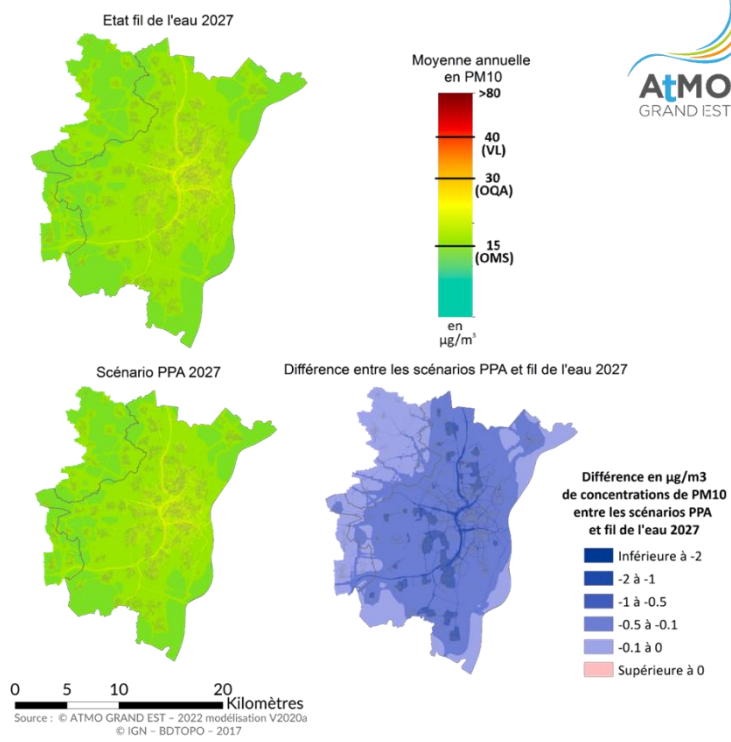 Etat fil de l'eau 2027
Moyenne annuelle
en PM10
>80
40
(VL)
30
(OQA)
15
(OMS)
en
µg/m³
AtMO
GRAND EST
Scénario PPA 2027
Différence entre les scénarios PPA et fil de l'eau 2027
Différence en µg/m3
de concentrations de PM10
entre les scénarios PPA
et fil de l'eau 2027
Inférieure à -2
-2 à -1
-1 à -0.5
-0.5 à -0.1
-0.1 à 0
Supérieure à 0
0 5 10 20
Kilomètres
Source : © ATMO GRAND EST – 2022 modélisation V2020a
© IGN – BDTOPO – 2017